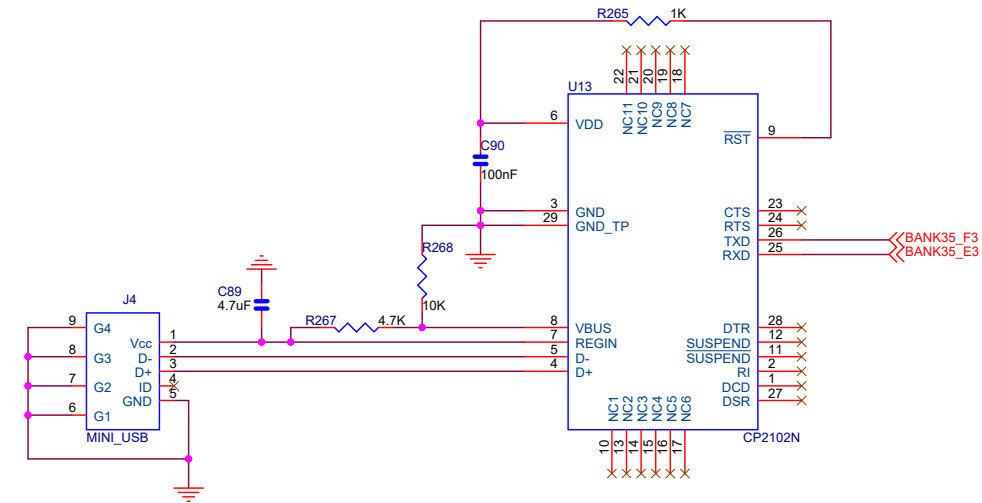 R265 1K
22 21 20 19 18
U13
NC11 NC10 NC9 NC8 NC7
6 VDD
RST 9
C90
100nF
3 GND
29 GND_TP
CTS 23
RTS 24
TXD 26
RXD 25
BANK35_F3
BANK35_E3
R268
10K
C89
4.7uF
R267 4.7K
J4
9 G4
8 G3
7 G2
6 G1
Vcc 1
D- 2
D+ 3
ID 4
GND 5
MINI_USB
8 VBUS
7 REGIN
5 D-
4 D+
DTR 28
SUSPEND 12
SUSPEND 11
RI 2
DCD 1
DSR 27
NC1 NC2 NC3 NC4 NC5 NC6
10 13 14 15 16 17
CP2102N